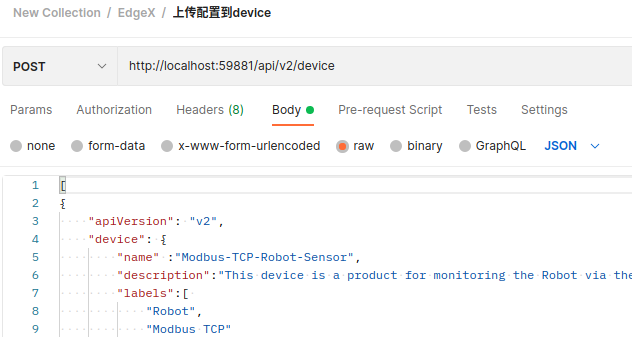 New Collection / EdgeX / 上传配置到device
POST http://localhost:59881/api/v2/device
Params Authorization Headers (8) Body Pre-request Script Tests Settings
none form-data x-www-form-urlencoded raw binary GraphQL JSON
1 [
2 {
3 "apiVersion": "v2",
4 "device": {
5 "name" :"Modbus-TCP-Robot-Sensor",
6 "description":"This device is a product for monitoring the Robot via the
7 "labels":[
8 "Robot",
9 "Modbus TCP"